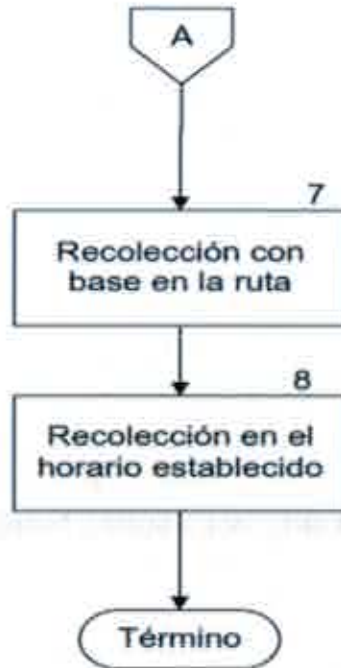 A
7
Recolección con
base en la ruta
8
Recolección en el
horario establecido
Término